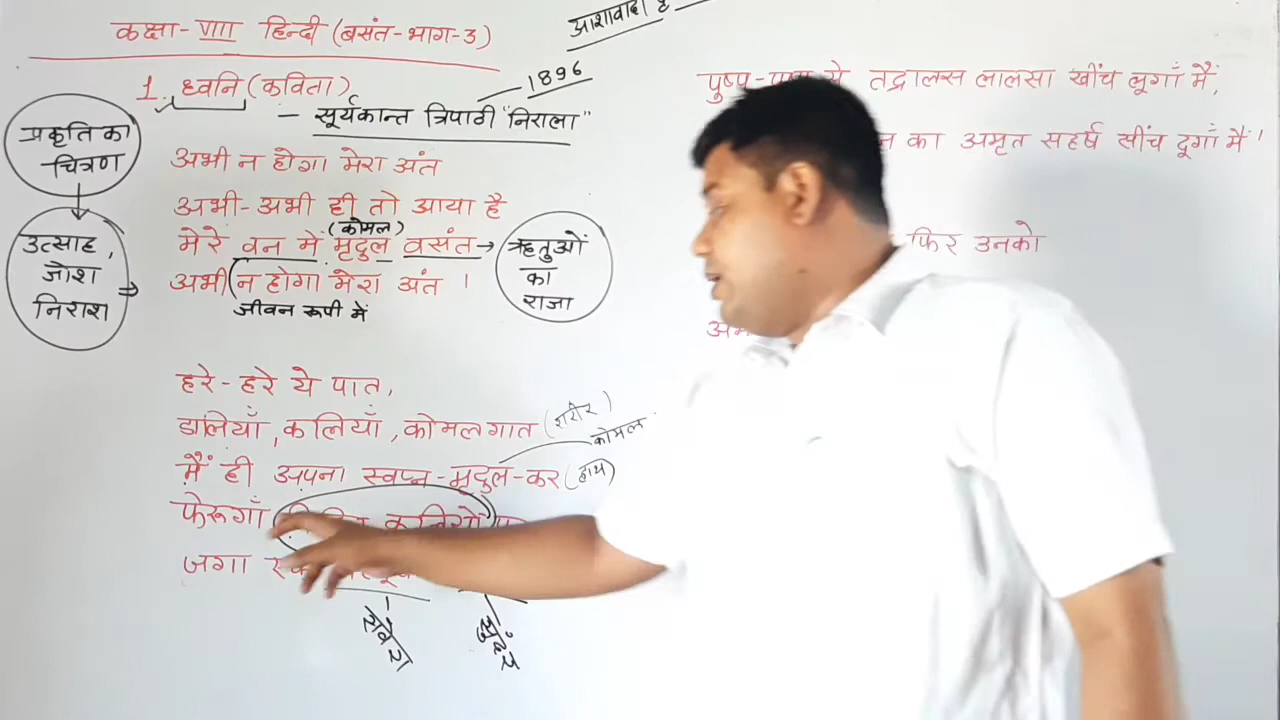 कक्षा-VIII हिन्दी (बसंत-भाग-3)
आशावादी है
1. ध्वनि (कविता)
1896
- सूर्यकान्त त्रिपाठी "निराला"
प्रकृति का
चित्रण
उत्साह,
जोश
निराश
अभी न होगा मेरा अंत
अभी-अभी ही तो आया है
(कोमल)
मेरे वन में मृदुल वसंत
अभी न होगा मेरा अंत ।
जीवन रूपी में
ऋतुओं
का
राजा
हरे-हरे ये पात,
डालियाँ, कलियाँ, कोमल गात (शरीर)
कोमल
मैं ही अपना स्वप्न-मृदुल-कर (हाथ)
फेरूगाँ
जगा
पुष्प- तद्रालस लालसा खींच लूगाँ मैं,
का अमृत सहर्ष सींच दूगाँ मैं ।
फिर उनको